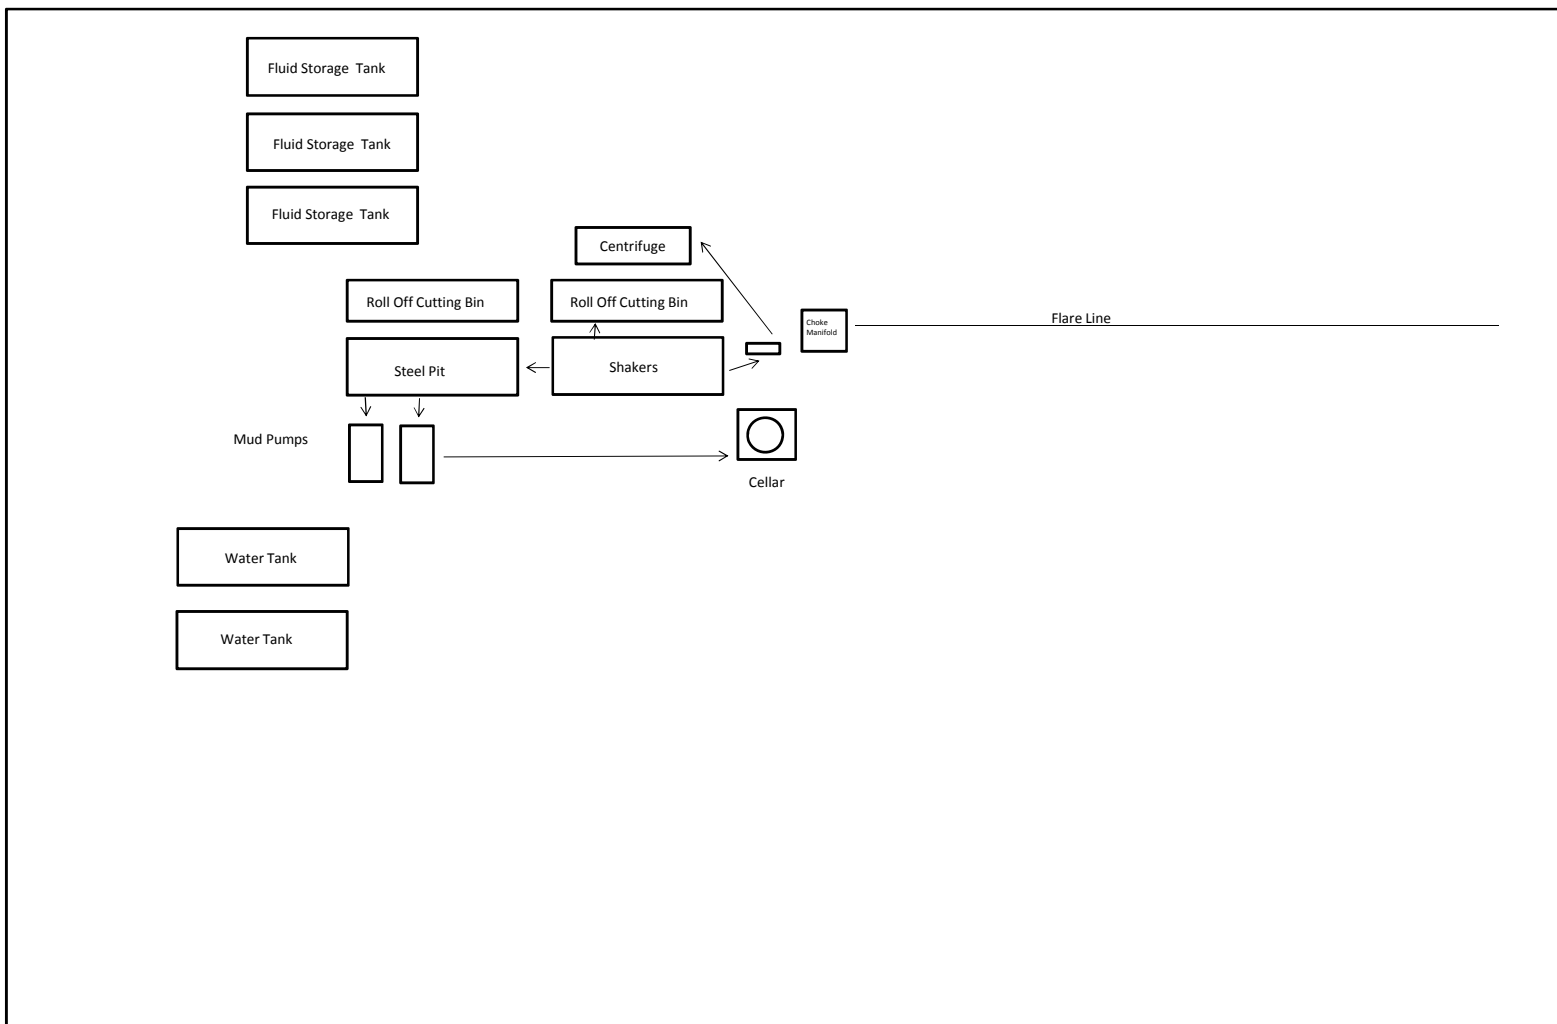 Fluid Storage Tank
Fluid Storage Tank
Fluid Storage Tank
Centrifuge
Roll Off Cutting Bin
Roll Off Cutting Bin
Choke
Manifold
Flare Line
Steel Pit
Shakers
Mud Pumps
Cellar
Water Tank
Water Tank